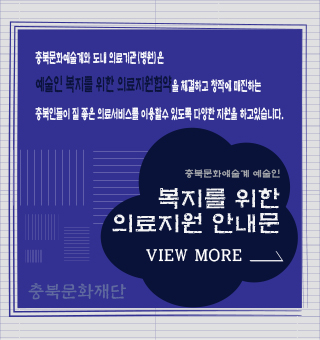 충북문화예술계와 도내 의료기관(병원)은
예술인 복지를 위한 의료지원협약을 체결하고 창작에 매진하는
충북인들이 질 좋은 의료서비스를 이용할수 있도록 다양한 지원을 하고있습니다.
충북문화예술계 예술인
복지를 위한
의료지원 안내문
VIEW MORE
충북문화재단